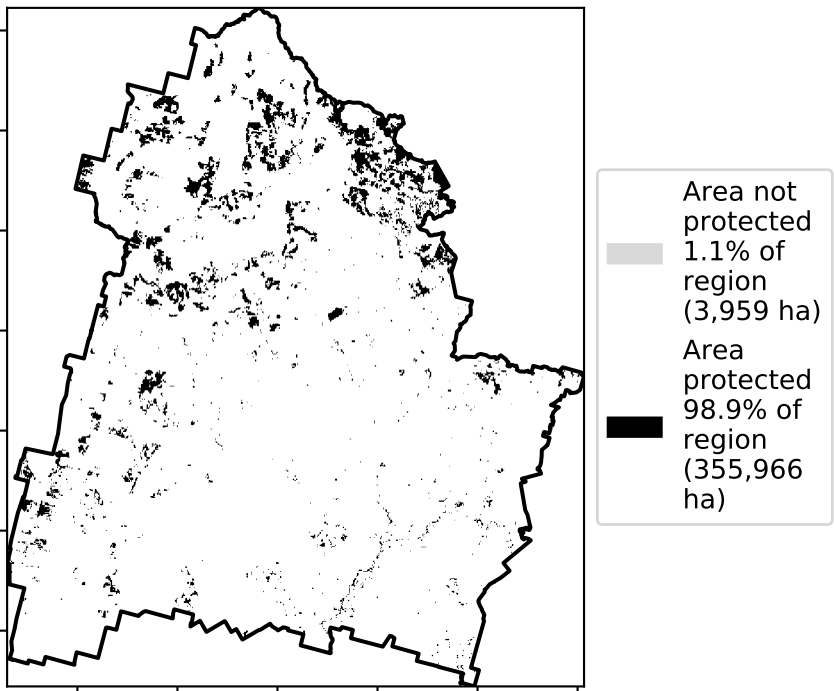 Area not
protected
1.1% of
region
(3,959 ha)
Area
protected
98.9% of
region
(355,966
ha)